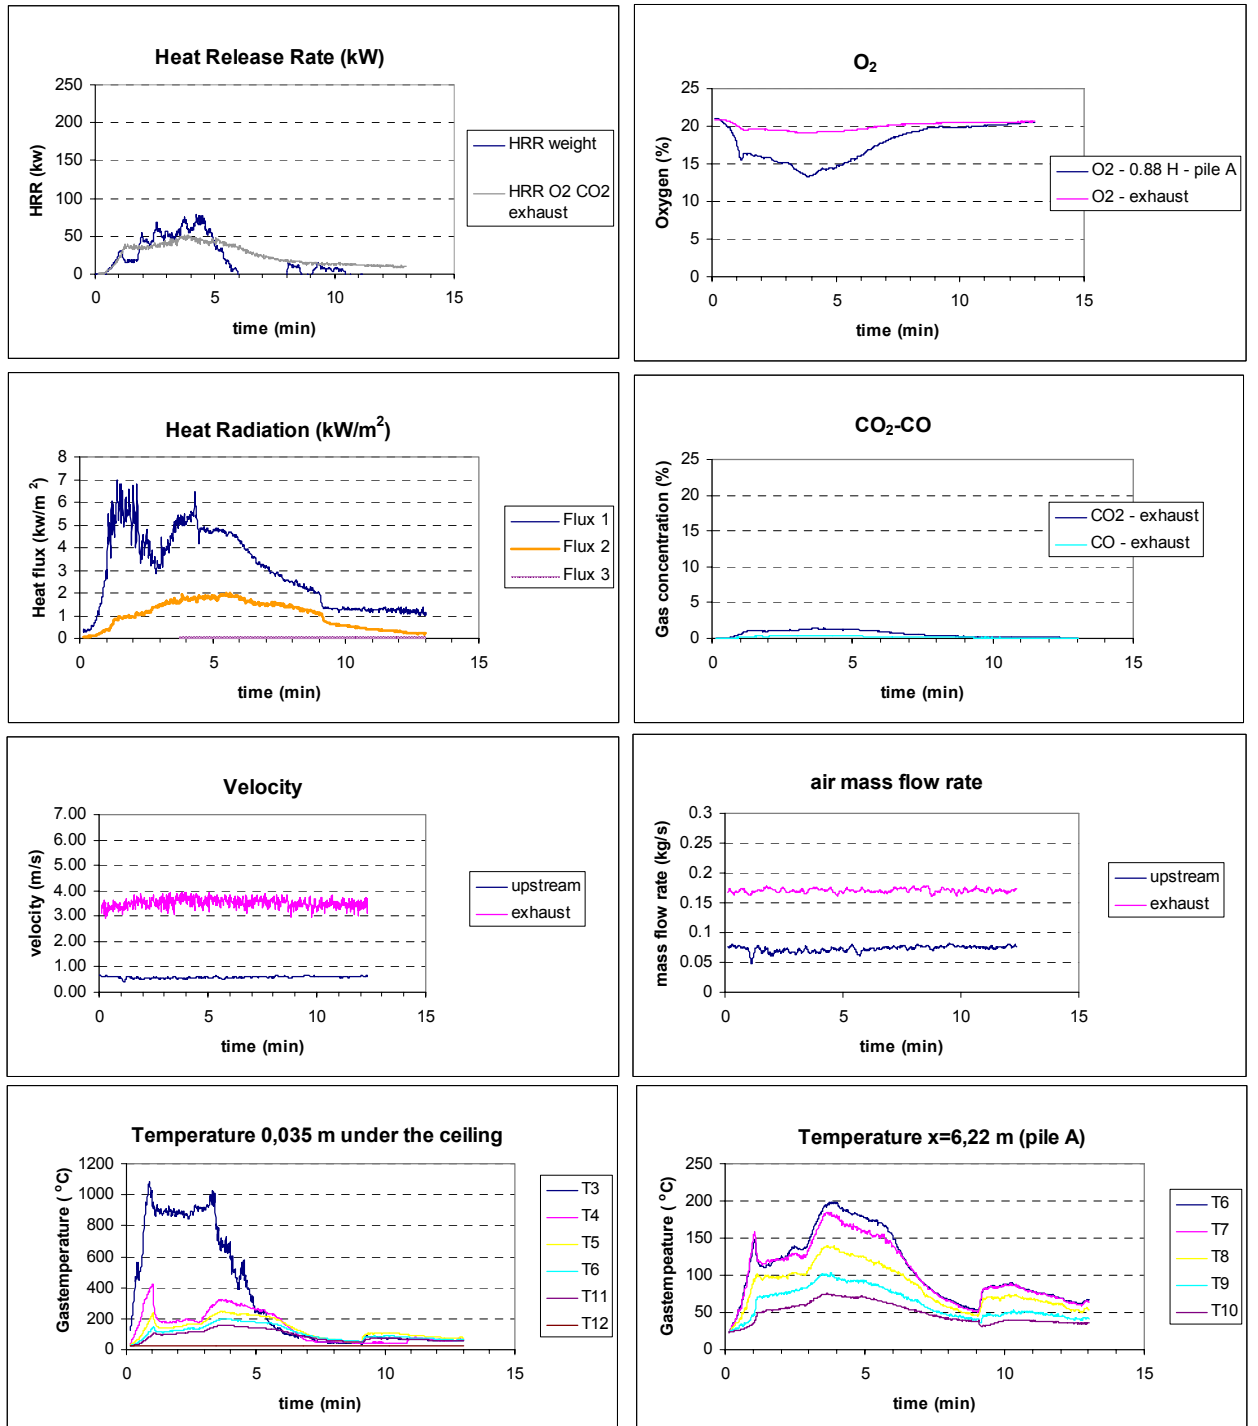 Heat Release Rate (kW)
HRR (kw)
250
200
150
100
50
0
0 5 10 15
time (min)
HRR weight
HRR O2 CO2
exhaust
O2
Oxygen (%)
25
20
15
10
5
0
0 5 10 15
time (min)
O2 - 0.88 H - pile A
O2 - exhaust
Heat Radiation (kW/m2)
Heat flux (kw/m 2)
8
7
6
5
4
3
2
1
0
0 5 10 15
time (min)
Flux 1
Flux 2
Flux 3
CO2-CO
Gas concentration (%)
25
20
15
10
5
0
0 5 10 15
time (min)
CO2 - exhaust
CO - exhaust
Velocity
velocity (m/s)
7.00
6.00
5.00
4.00
3.00
2.00
1.00
0.00
0 5 10 15
time (min)
upstream
exhaust
air mass flow rate
mass flow rate (kg/s)
0.3
0.25
0.2
0.15
0.1
0.05
0
0 5 10 15
time (min)
upstream
exhaust
Temperature 0,035 m under the ceiling
Gastemperature ( °C)
1200
1000
800
600
400
200
0
0 5 10 15
time (min)
T3
T4
T5
T6
T11
T12
Temperature x=6,22 m (pile A)
Gastempeature ( °C)
250
200
150
100
50
0
0 5 10 15
time (min)
T6
T7
T8
T9
T10